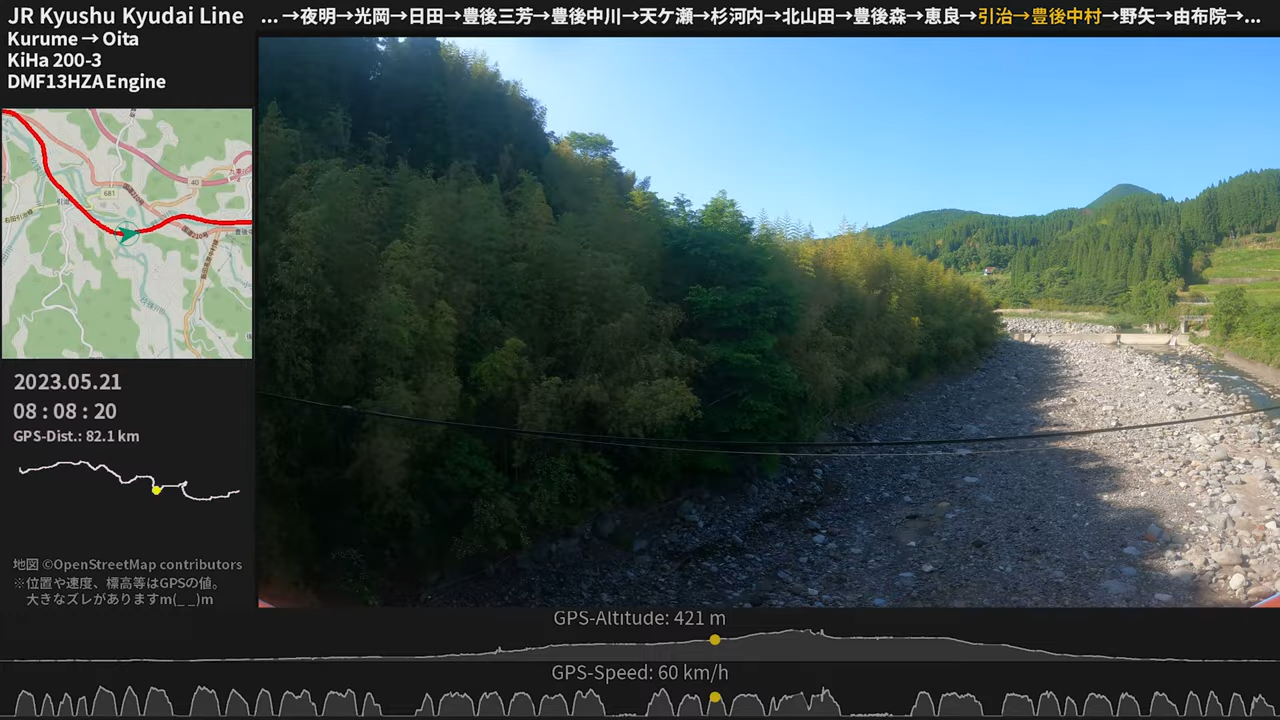 JR Kyushu Kyudai Line
Kurume → Oita
KiHa 200-3
DMF13HZA Engine
... →夜明→光岡→日田→豊後三芳→豊後中川→天ケ瀬→杉河内→北山田→豊後森→恵良→引治→豊後中村→野矢→由布院→...
40
681
引治
2023.05.21
08 : 08 : 20
GPS-Dist.: 82.1 km
地図 ©OpenStreetMap contributors
※位置や速度、標高等はGPSの値。
大きなズレがありますm(_ _)m
GPS-Altitude: 421 m
GPS-Speed: 60 km/h